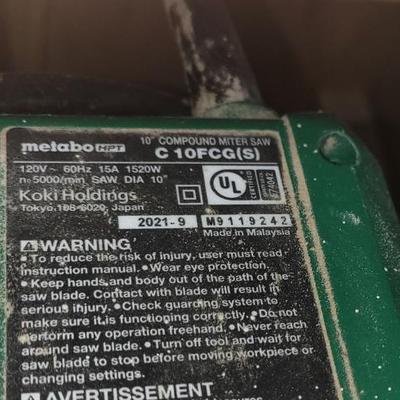 metabo HPT
10" COMPOUND MITER SAW
C 10FCG(S)
120V~ 60Hz 15A 1520W
n 5000/min SAW DIA 10"
Koki Holdings
Tokyo 108-6020, Japan
UL
CERTIFIED
E74042
2021-9 M9119242
Made in Malaysia
WARNING
• To reduce the risk of injury, user must read
instruction manual. • Wear eye protection.
• Keep hands and body out of the path of the
saw blade. Contact with blade will result in
serious injury. • Check guarding system to
make sure it is functioning correctly. • Do not
perform any operation freehand. • Never reach
around saw blade. • Turn off tool and wait for
saw blade to stop before moving workpiece or
changing settings.
AVERTISSEMENT